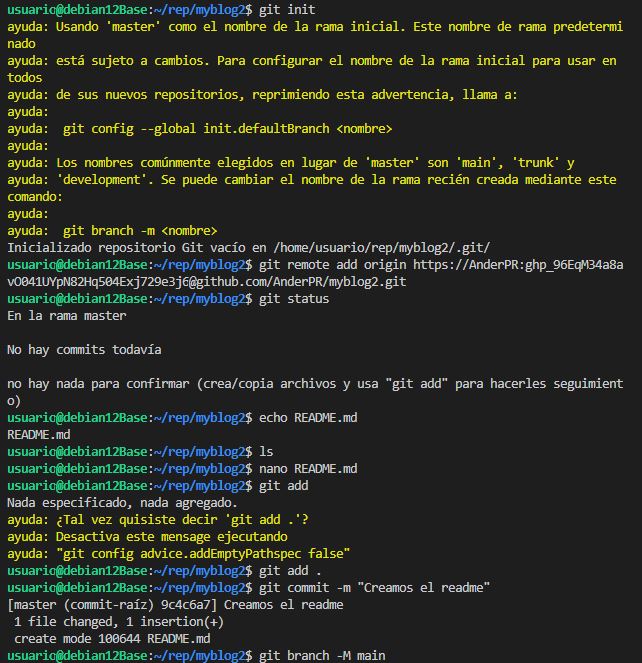 usuario@debian12Base:~/rep/myblog2$ git init
ayuda: Usando 'master' como el nombre de la rama inicial. Este nombre de rama predetermi
nado
ayuda: está sujeto a cambios. Para configurar el nombre de la rama inicial para usar en
todos
ayuda: de sus nuevos repositorios, reprimiendo esta advertencia, llama a:
ayuda:
ayuda:  git config --global init.defaultBranch <nombre>
ayuda:
ayuda: Los nombres comúnmente elegidos en lugar de 'master' son 'main', 'trunk' y
ayuda: 'development'. Se puede cambiar el nombre de la rama recién creada mediante este
comando:
ayuda:
ayuda:  git branch -m <nombre>
Inicializado repositorio Git vacío en /home/usuario/rep/myblog2/.git/
usuario@debian12Base:~/rep/myblog2$ git remote add origin https://AnderPR:ghp_96EqM34a8a
vO041UYpN82Hq504Exj729e3j6@github.com/AnderPR/myblog2.git
usuario@debian12Base:~/rep/myblog2$ git status
En la rama master

No hay commits todavía

no hay nada para confirmar (crea/copia archivos y usa "git add" para hacerles seguimient
o)
usuario@debian12Base:~/rep/myblog2$ echo README.md
README.md
usuario@debian12Base:~/rep/myblog2$ ls
usuario@debian12Base:~/rep/myblog2$ nano README.md
usuario@debian12Base:~/rep/myblog2$ git add
Nada especificado, nada agregado.
ayuda: ¿Tal vez quisiste decir 'git add .'?
ayuda: Desactiva este mensaje ejecutando
ayuda: "git config advice.addEmptyPathspec false"
usuario@debian12Base:~/rep/myblog2$ git add .
usuario@debian12Base:~/rep/myblog2$ git commit -m "Creamos el readme"
[master (commit-raíz) 9c4c6a7] Creamos el readme
 1 file changed, 1 insertion(+)
 create mode 100644 README.md
usuario@debian12Base:~/rep/myblog2$ git branch -M main